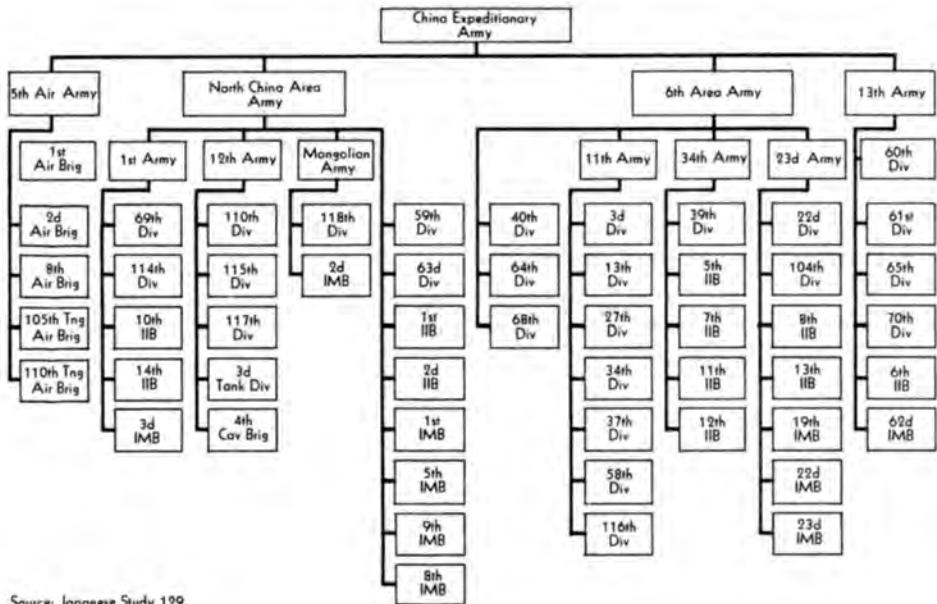 China Expeditionary
Army
5th Air Army
North China Area
Army
6th Area Army
13th Army
1st
Air Brig
2d
Air Brig
8th
Air Brig
105th Tng
Air Brig
110th Tng
Air Brig
1st Army
69th
Div
114th
Div
10th
IIB
14th
IIB
3d
IMB
12th Army
110th
Div
115th
Div
117th
Div
3d
Tank Div
4th
Cav Brig
Mongolian
Army
118th
Div
2d
IMB
59th
Div
63d
Div
1st
IIB
2d
IIB
1st
IMB
5th
IMB
9th
IMB
8th
IMB
40th
Div
64th
Div
68th
Div
11th Army
3d
Div
13th
Div
27th
Div
34th
Div
37th
Div
58th
Div
116th
Div
34th Army
39th
Div
5th
IIB
7th
IIB
11th
IIB
12th
IIB
23d Army
22d
Div
104th
Div
8th
IIB
13th
IIB
19th
IMB
22d
IMB
23d
IMB
60th
Div
61st
Div
65th
Div
70th
Div
6th
IIB
62d
IMB
Source: Japanese Study 129.